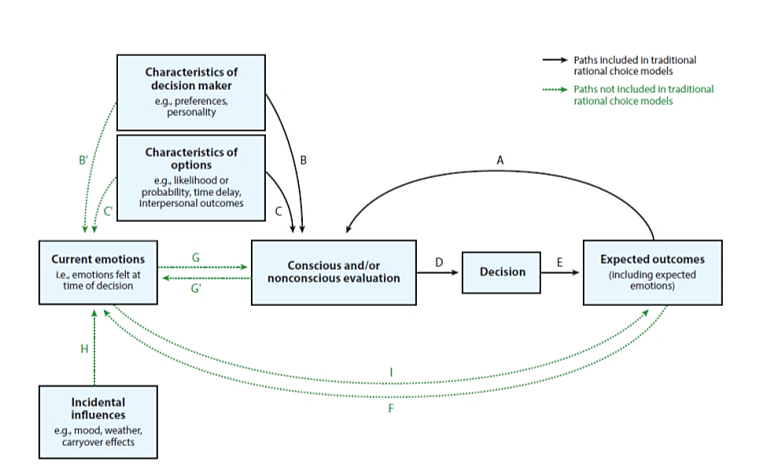 Characteristics of
decision maker
e.g., preferences,
personality
Paths included in traditional
rational choice models
Paths not included in traditional
rational choice models
Characteristics of
options
e.g., likelihood or
probability, time delay,
interpersonal outcomes
B'
B
A
C'
C
Current emotions
i.e., emotions felt at
time of decision
G
G'
Conscious and/or
nonconscious evaluation
D
Decision
E
Expected outcomes
(including expected
emotions)
H
I
F
Incidental
influences
e.g., mood, weather,
carryover effects